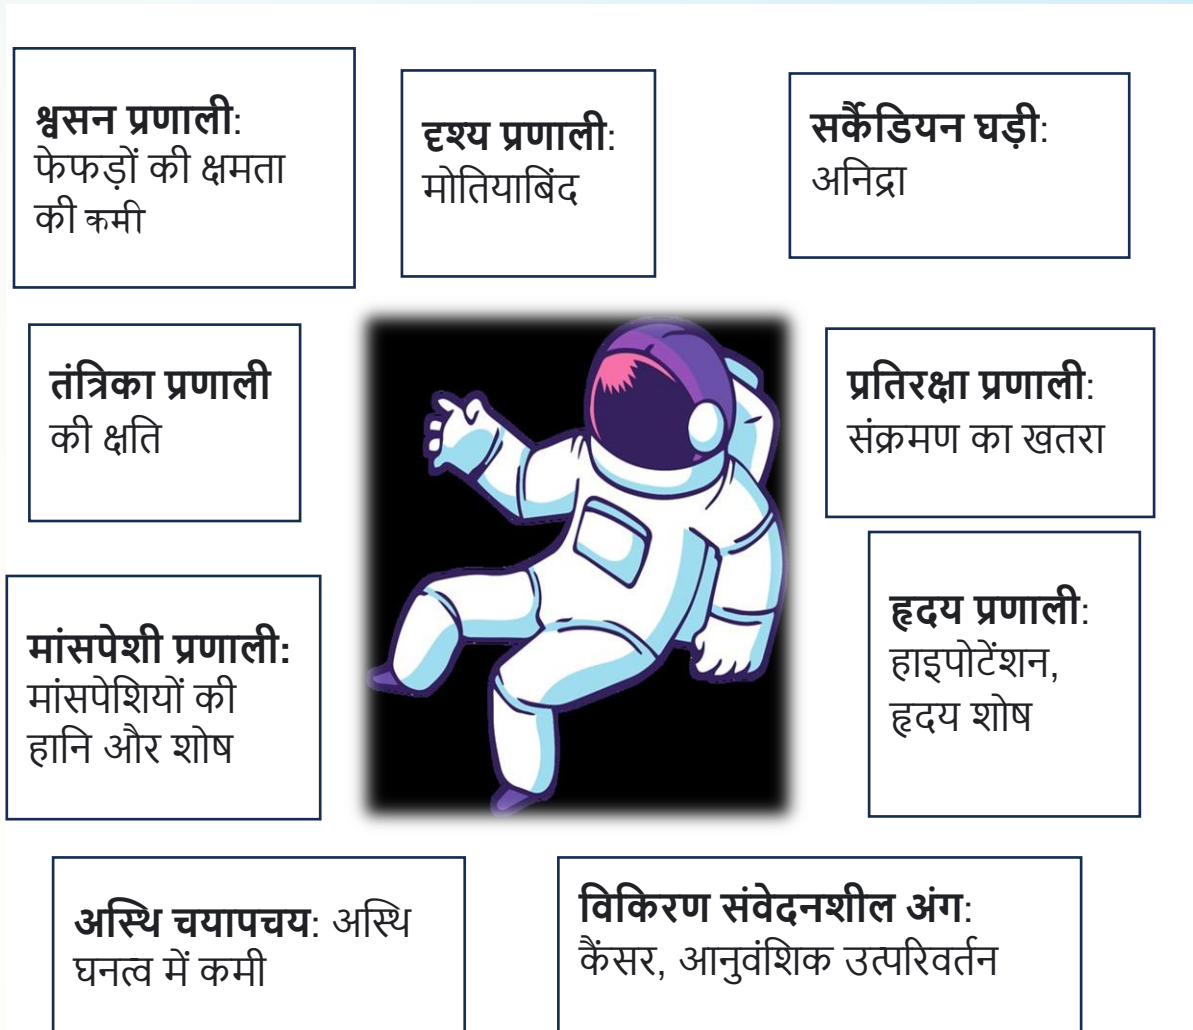 श्वसन प्रणाली:
फेफड़ों की क्षमता
की कमी
दृश्य प्रणाली:
मोतियाबिंद
सर्कैडियन घड़ी:
अनिद्रा
तंत्रिका प्रणाली
की क्षति
प्रतिरक्षा प्रणाली:
संक्रमण का खतरा
मांसपेशी प्रणाली:
मांसपेशियों की
हानि और शोष
हृदय प्रणाली:
हाइपोटेंशन,
हृदय शोष
अस्थि चयापचय: अस्थि
घनत्व में कमी
विकिरण संवेदनशील अंग:
कैंसर, आनुवंशिक उत्परिवर्तन